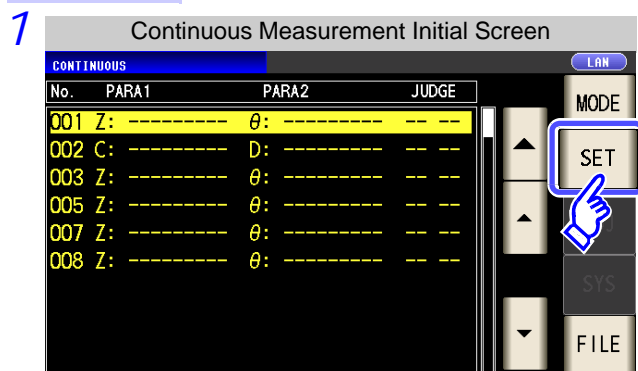 1
Continuous Measurement Initial Screen
CONTINUOUS LAN
No. PARA1 PARA2 JUDGE
001 Z: --------- θ: --------- -- --
002 C: --------- D: --------- -- --
003 Z: --------- θ: --------- -- --
005 Z: --------- θ: --------- -- --
007 Z: --------- θ: --------- -- --
008 Z: --------- θ: --------- -- --
MODE
SET
SYS
FILE